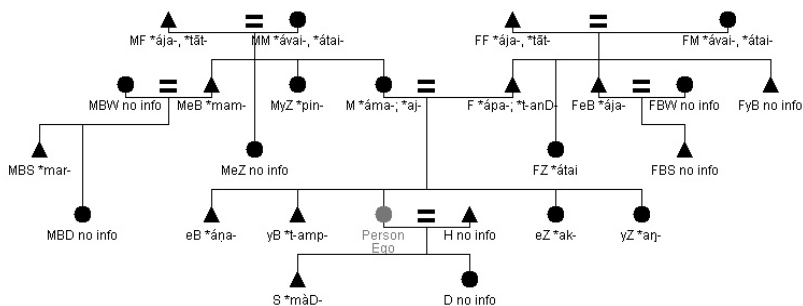 MF *ája-, *tãt- MM *ávai-, *átai- FF *ája-, *tãt- FM *ávai-, *átai-
MBW no info MeB *mam- MyZ *pin- M *áma-; *aj- F *ápa-; *t-anD- FeB *ája- FBW no info FyB no info
MBS *mar- MeZ no info FZ *átai FBS no info
MBD no info eB *áṇa- yB *t-amp- Person H no info eZ *ak- yZ *aŋ-
Ego
S *màD- D no info